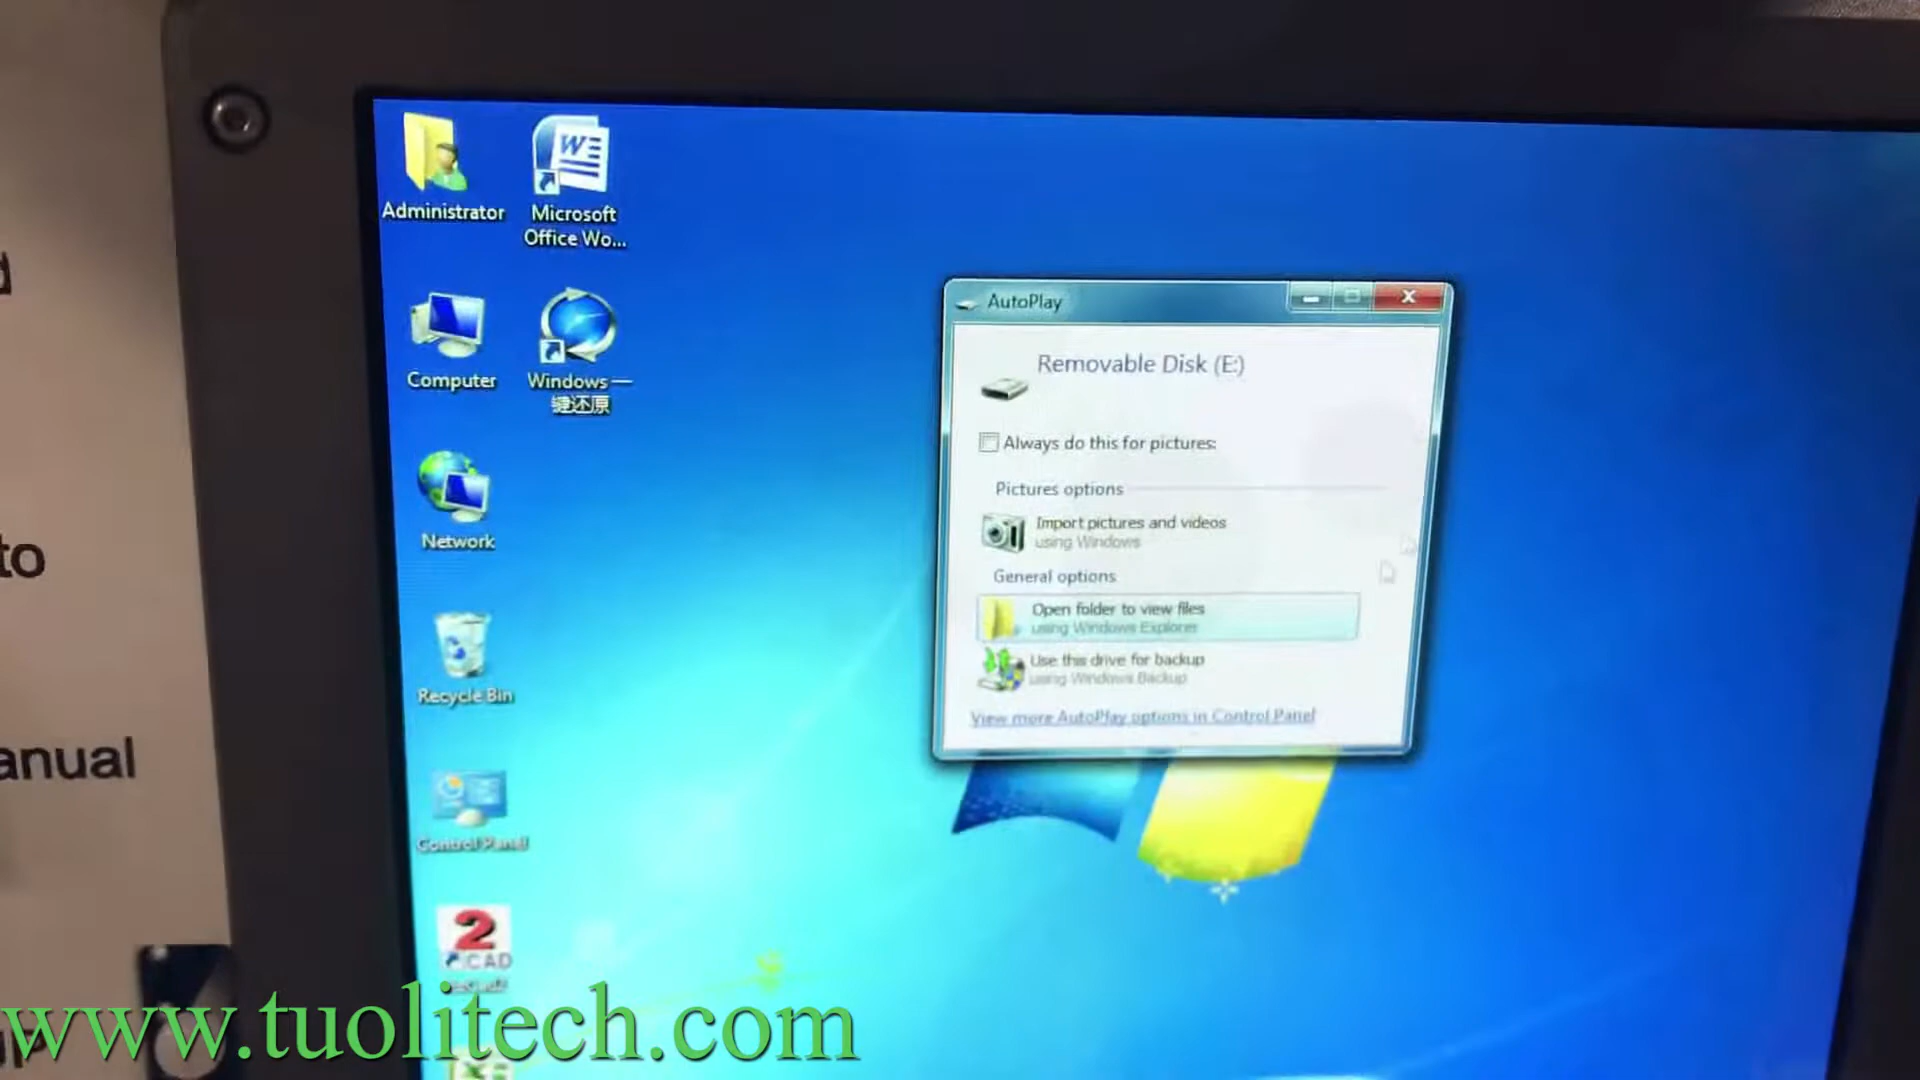 d
to
anual
Administrator
Microsoft
Office Wo...
Computer
Windows 一
键还原
Network
Recycle Bin
Control Panel
2
CAD
AutoPlay
Removable Disk (E:)
Always do this for pictures:
Pictures options
Import pictures and videos
using Windows
General options
Open folder to view files
using Windows Explorer
Use this drive for backup
using Windows Backup
View more AutoPlay options in Control Panel
www.tuolitech.com